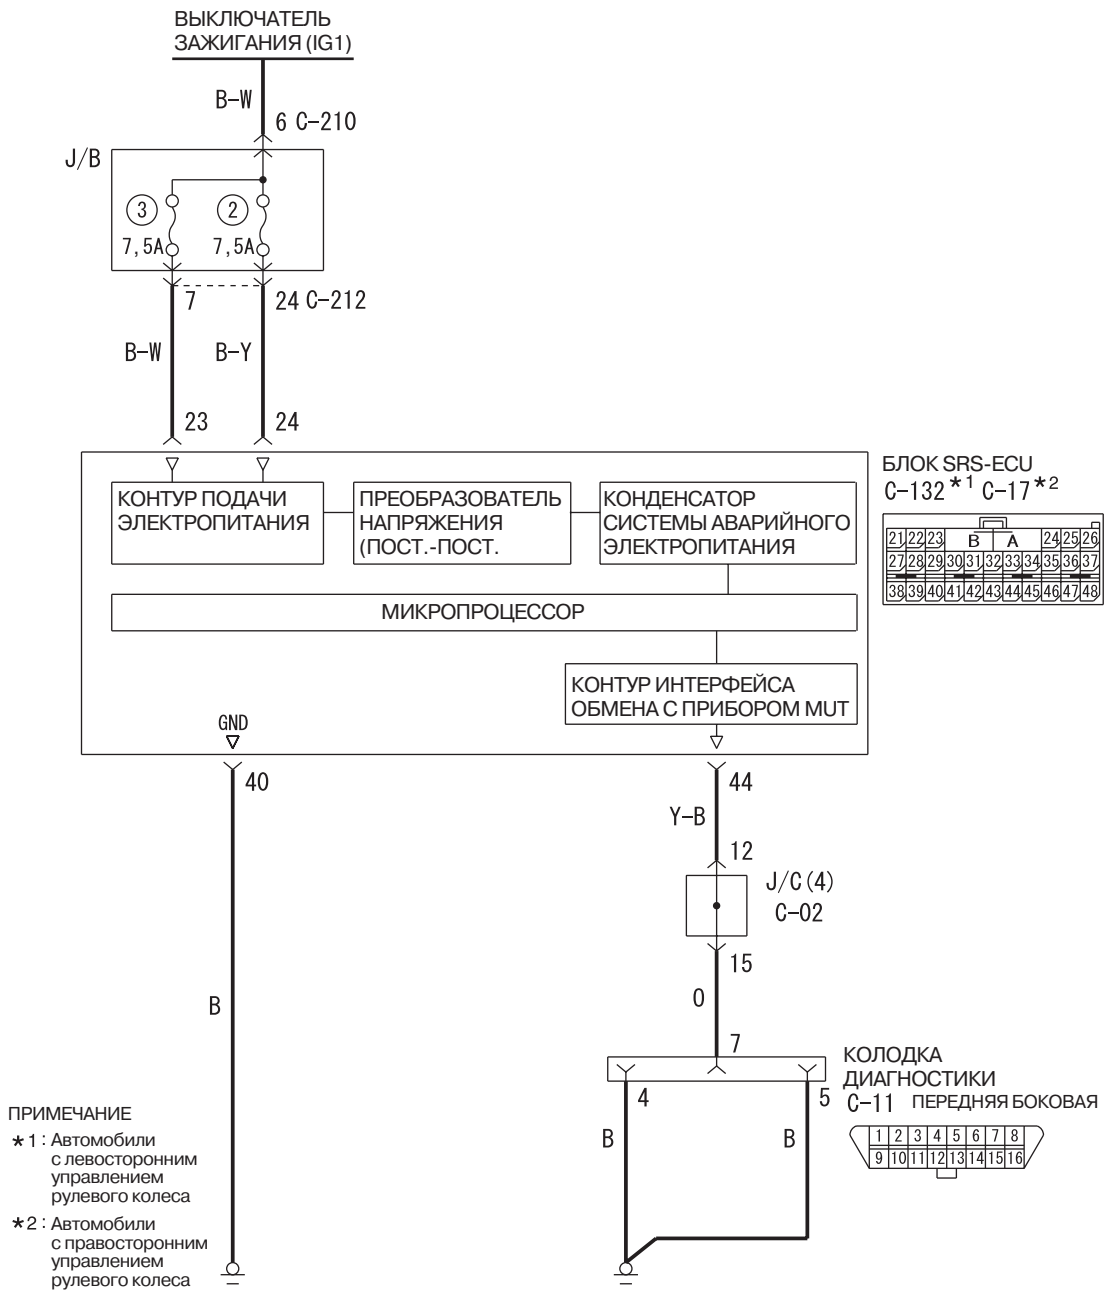 ВЫКЛЮЧАТЕЛЬ
ЗАЖИГАНИЯ (IG1)
B-W
6 C-210
J/B
3
2
7,5A
7,5A
7
24 C-212
B-W
B-Y
23
24
БЛОК SRS-ECU
C-132 *1 C-17 *2
КОНТУР ПОДАЧИ
ЭЛЕКТРОПИТАНИЯ
ПРЕОБРАЗОВАТЕЛЬ
НАПРЯЖЕНИЯ
(ПОСТ.-ПОСТ.
КОНДЕНСАТОР
СИСТЕМЫ АВАРИЙНОГО
ЭЛЕКТРОПИТАНИЯ
21 22 23 B A 24 25 26
27 28 29 30 31 32 33 34 35 36 37
38 39 40 41 42 43 44 45 46 47 48
МИКРОПРОЦЕССОР
КОНТУР ИНТЕРФЕЙСА
ОБМЕНА С ПРИБОРОМ MUT
GND
40
44
Y-B
12
J/C (4)
C-02
15
B
O
7
КОЛОДКА
ДИАГНОСТИКИ
C-11 ПЕРЕДНЯЯ БОКОВАЯ
4
5
B
B
1 2 3 4 5 6 7 8
9 10 11 12 13 14 15 16
ПРИМЕЧАНИЕ
*1: Автомобили
с левосторонним
управлением
рулевого колеса
*2: Автомобили
с правосторонним
управлением
рулевого колеса